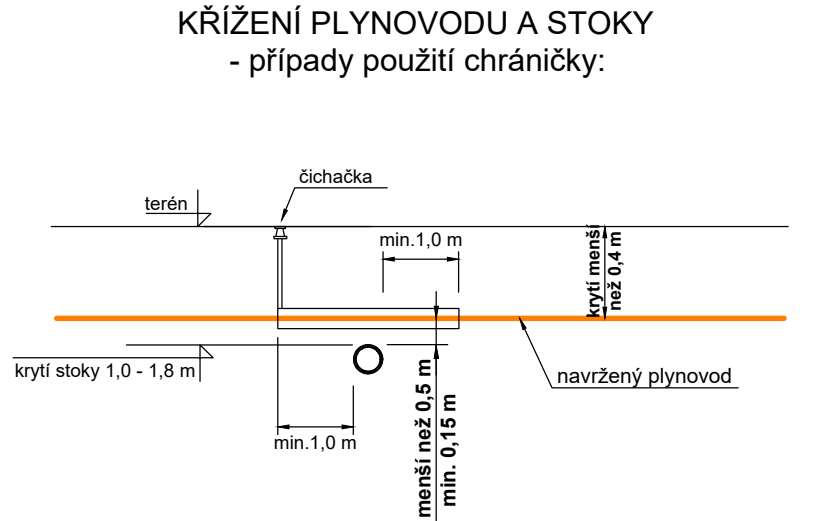 KŘÍŽENÍ PLYNOVODU A STOKY
- případy použití chráničky:
čichačka
terén
min.1,0 m
krytí menší
než 0,4 m
krytí stoky 1,0 - 1,8 m
navržený plynovod
min.1,0 m
menší než 0,5 m
min. 0,15 m